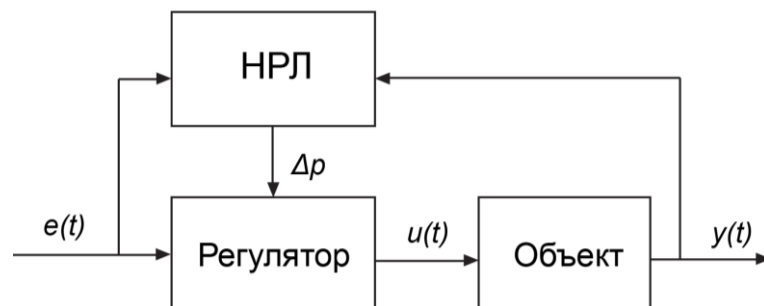 НРЛ
Δp
e(t)
Регулятор
u(t)
Объект
y(t)